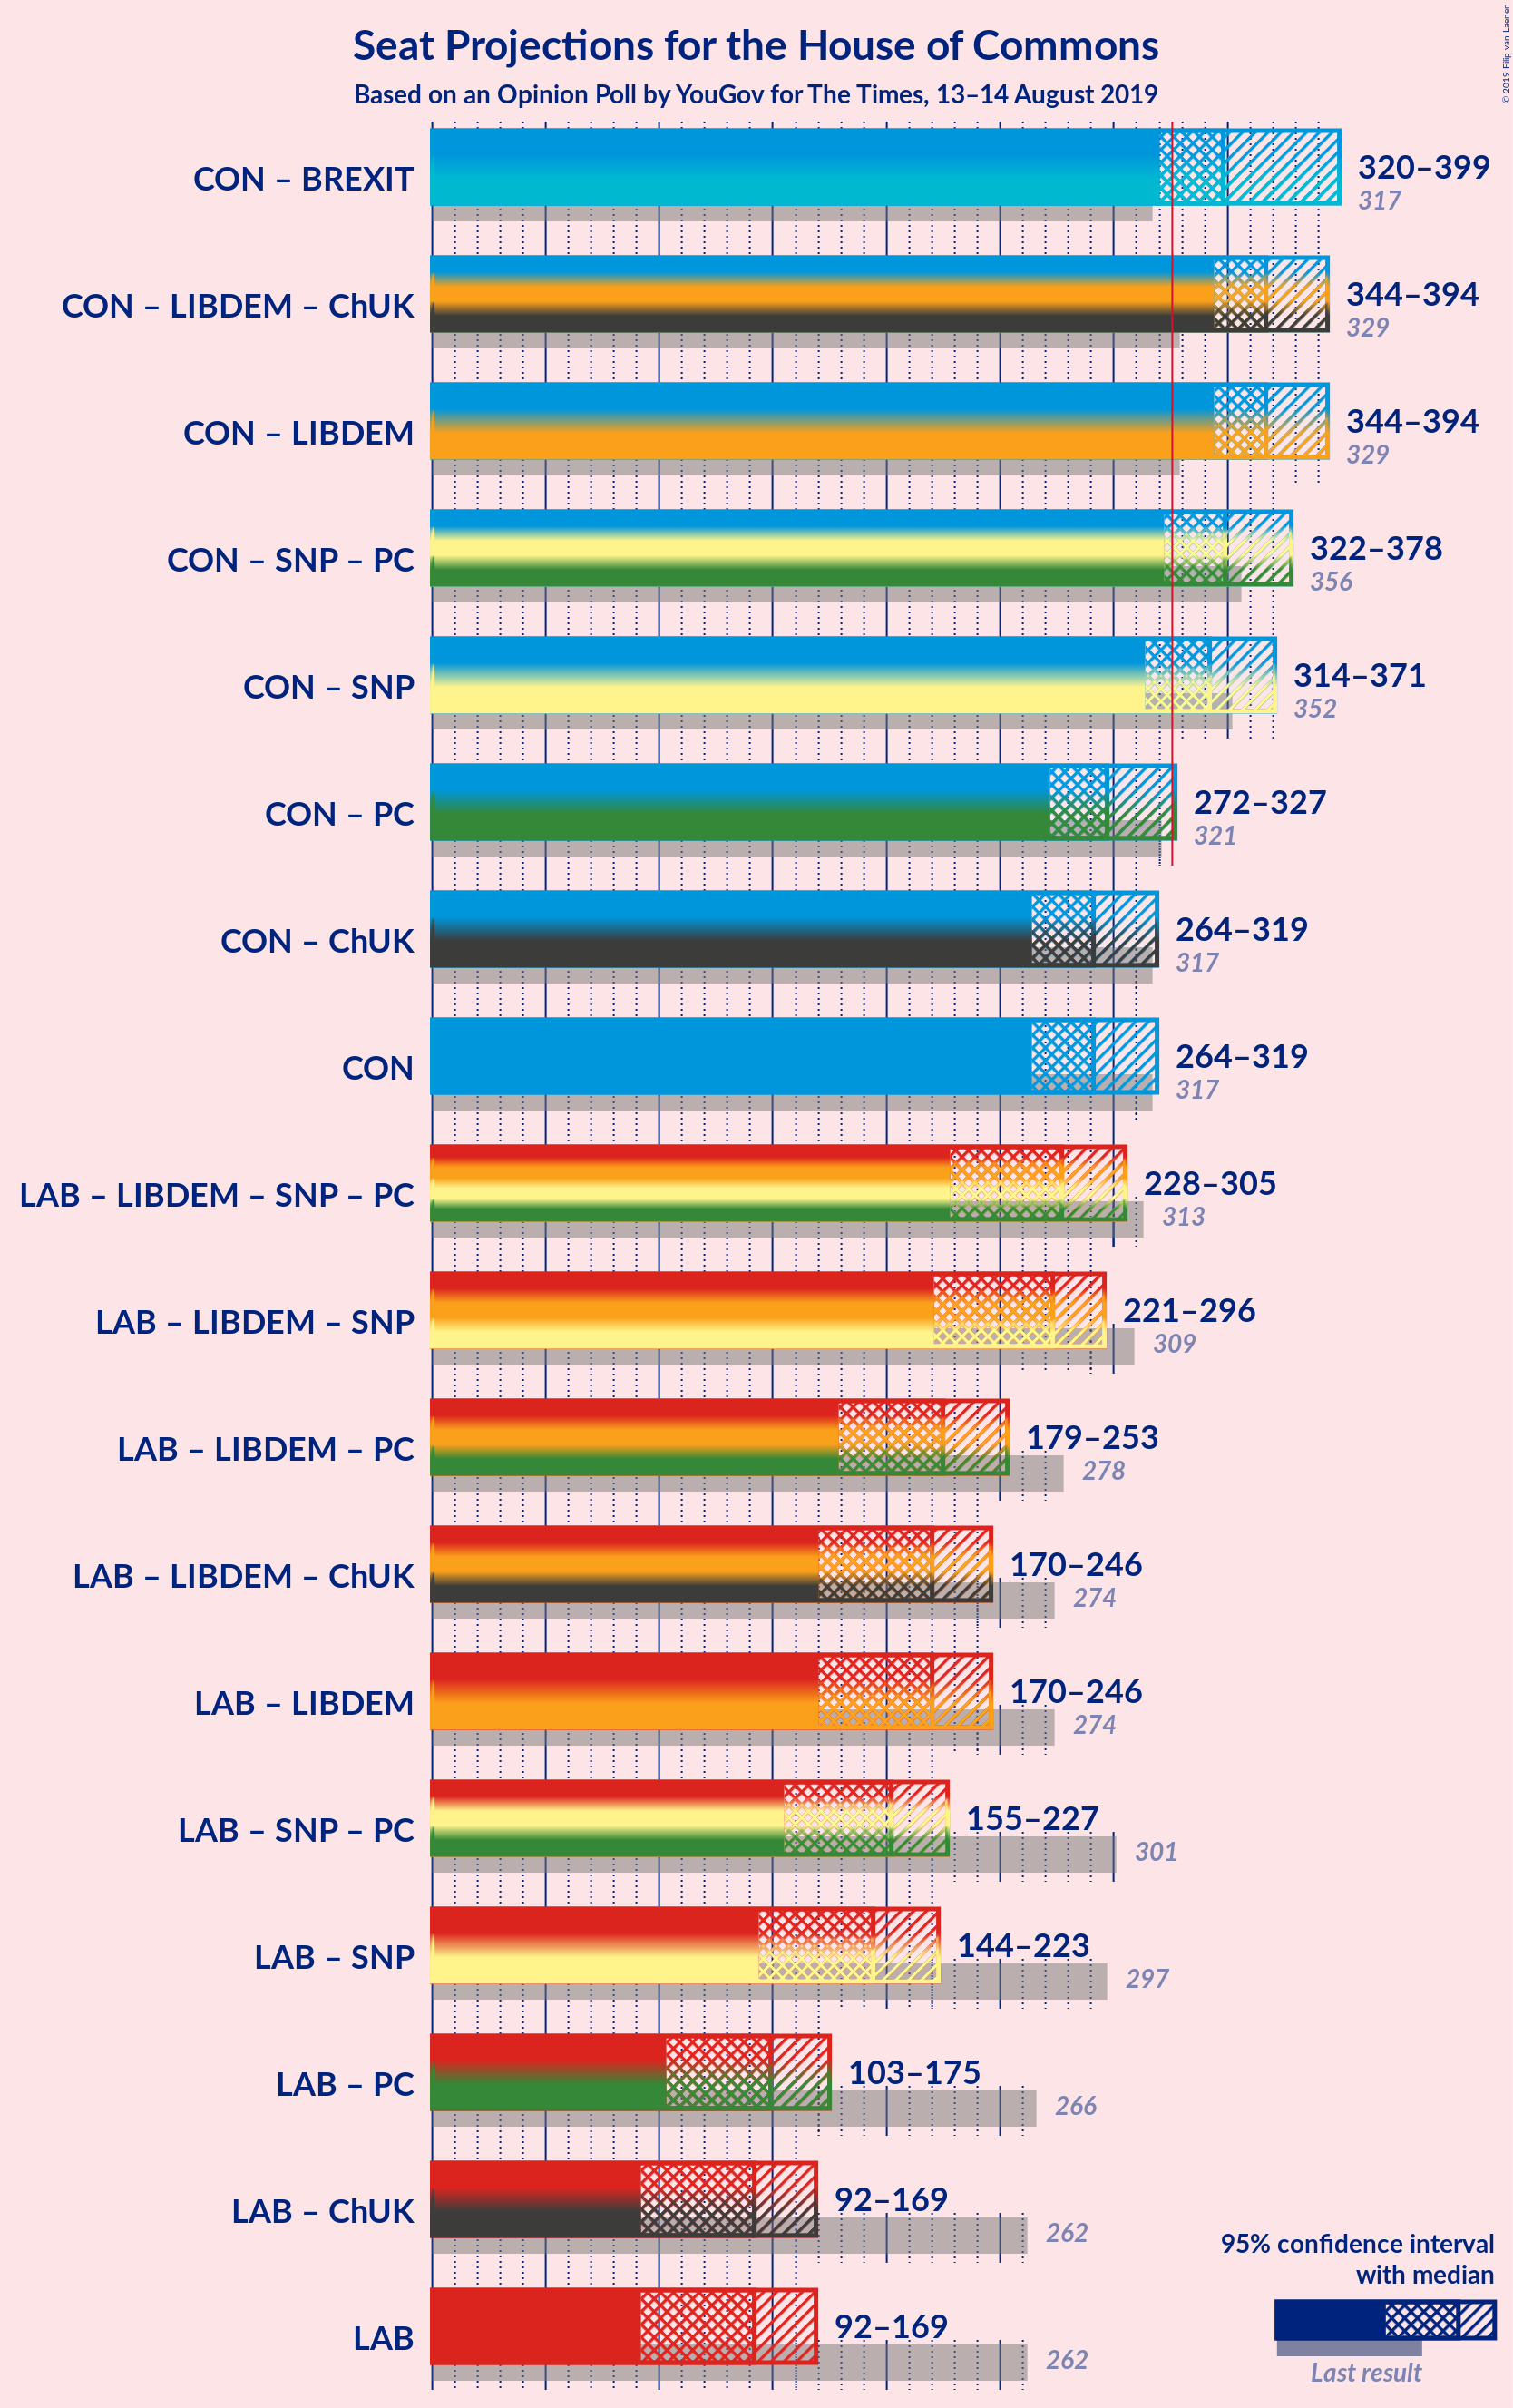 Seat Projections for the House of Commons
Based on an Opinion Poll by YouGov for The Times, 13–14 August 2019
© 2019 Filip van Laenen
CON – BREXIT
320–399
317
CON – LIBDEM – ChUK
344–394
329
CON – LIBDEM
344–394
329
CON – SNP – PC
322–378
356
CON – SNP
314–371
352
CON – PC
272–327
321
CON – ChUK
264–319
317
CON
264–319
317
LAB – LIBDEM – SNP – PC
228–305
313
LAB – LIBDEM – SNP
221–296
309
LAB – LIBDEM – PC
179–253
278
LAB – LIBDEM – ChUK
170–246
274
LAB – LIBDEM
170–246
274
LAB – SNP – PC
155–227
301
LAB – SNP
144–223
297
LAB – PC
103–175
266
LAB – ChUK
92–169
262
LAB
92–169
262
95% confidence interval
with median
Last result